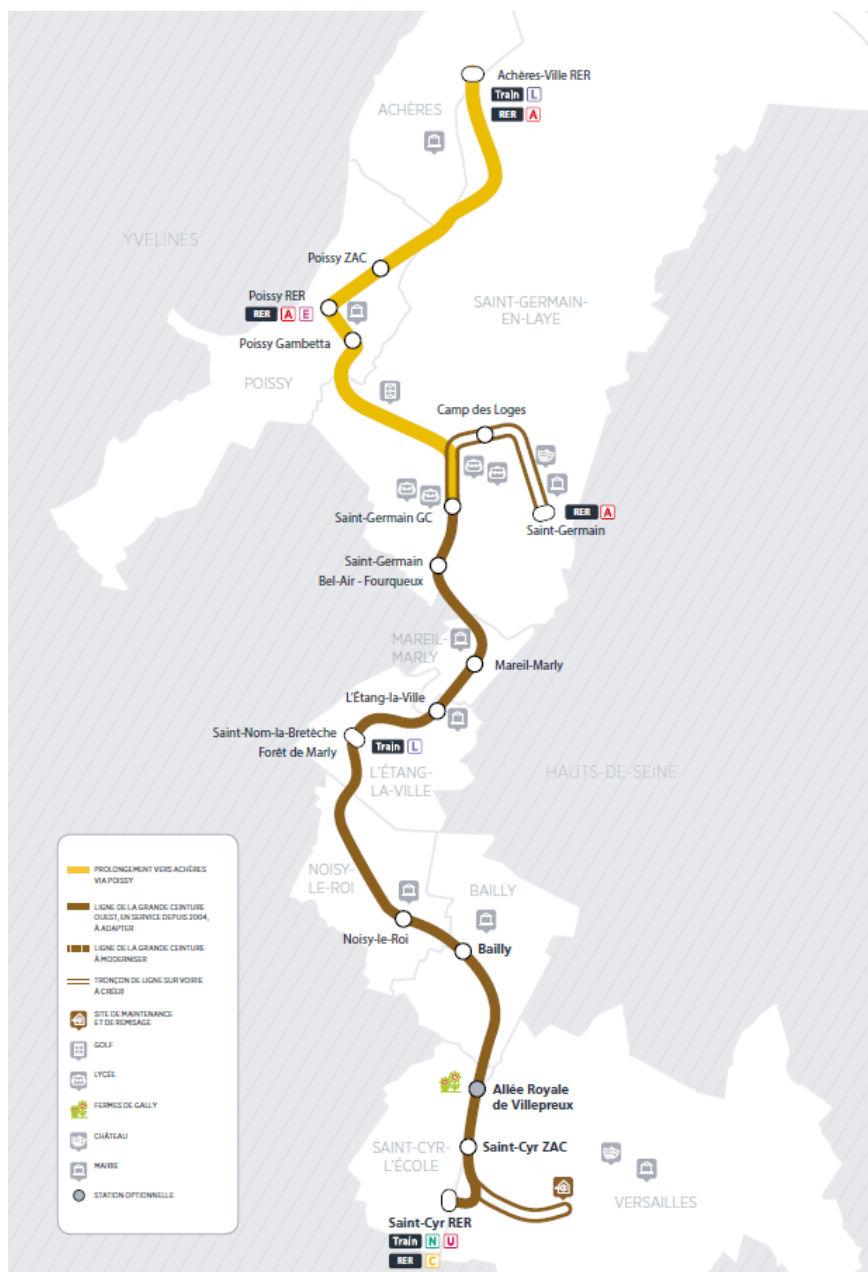 Achères-Ville RER
Train L
RER A
ACHÈRES
YVELINES
Poissy ZAC
Poissy RER
RER A E
SAINT-GERMAIN-
EN-LAYE
Poissy Gambetta
POISSY
Camp des Loges
Saint-Germain GC
RER A
Saint-Germain
Saint-Germain
Bel-Air - Fourqueux
MAREIL-
MARLY
Mareil-Marly
L'Étang-la-Ville
Saint-Nom-la-Bretèche
Forêt de Marly
Train L
L'ÉTANG-
LA-VILLE
HAUTS-DE-SEINE
NOISY-
LE-ROI
BAILLY
Noisy-le-Roi
Bailly
Allée Royale
de Villepreux
SAINT-CYR-
L'ÉCOLE
Saint-Cyr ZAC
VERSAILLES
Saint-Cyr RER
Train N U
RER C
PROLONGEMENT VERS ACHÈRES
VIA POISSY
LIGNE DE LA GRANDE CEINTURE
OUEST, EN SERVICE DEPUIS 2004,
À ADAPTER
LIGNE DE LA GRANDE CEINTURE
À MODERNISER
TRONÇON DE LIGNE SUR VOIRIE
À CRÉER
SITE DE MAINTENANCE
ET DE REMISAGE
GOLF
LYCÉE
FERMES DE GALLY
CHÂTEAU
MAIRIE
STATION OPTIONELLE